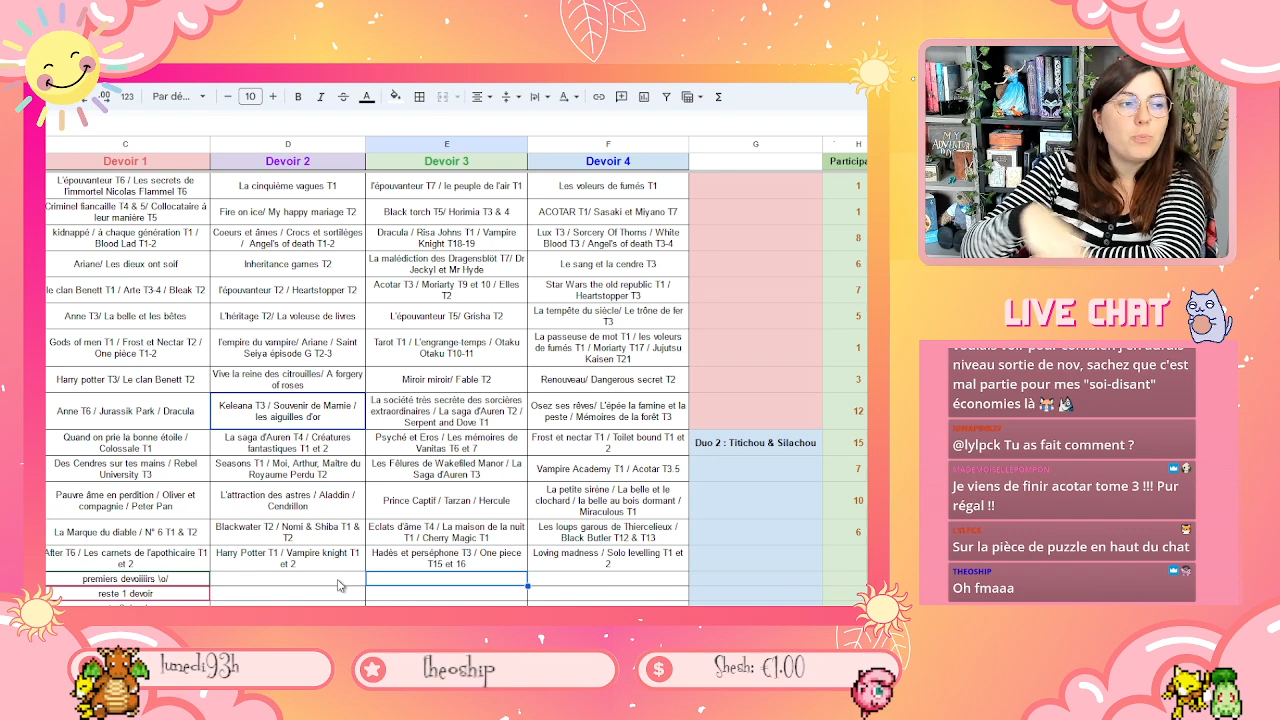 .00 123 Par dé... 10 B I A Σ
C D E F G H
Devoir 1 Devoir 2 Devoir 3 Devoir 4 Participa
L'épouvanteur T6 / Les secrets de
l'immortel Nicolas Flammel T6
La cinquième vagues T1
l'épouvanteur T7 / le peuple de l'air T1
Les voleurs de fumés T1
1
Criminel fiancaille T4 & 5/ Collocataire à
leur manière T5
Fire on ice/ My happy mariage T2
Black torch T5/ Horimia T3 & 4
ACOTAR T1/ Sasaki et Miyano T7
1
kidnappé / à chaque génération T1 /
Blood Lad T1-2
Coeurs et âmes / Crocs et sortilèges
/ Angel's of death T1-2
Dracula / Risa Johns T1 / Vampire
Knight T18-19
Lux T3 / Sorcery Of Thorns / White
Blood T3 / Angel's of death T3-4
8
Ariane/ Les dieux ont soif
Inheritance games T2
La malédiction des Dragensblöt T7/ Dr
Jeckyl et Mr Hyde
Le sang et la cendre T3
6
le clan Benett T1 / Arte T3-4 / Bleak T2
l'épouvanteur T2 / Heartstopper T2
Acotar T3 / Moriarty T9 et 10 / Elles
T2
Star Wars the old republic T1 /
Heartstopper T3
7
Anne T3/ La belle et les bêtes
L'héritage T2/ La voleuse de livres
L'épouvanteur T5/ Grisha T2
La tempête du siècle/ Le trône de fer
T3
5
Gods of men T1 / Frost et Nectar T2 /
One pièce T1-2
l'empire du vampire/ Ariane / Saint
Seiya épisode G T2-3
Tarot T1 / L'engrange-temps / Otaku
Otaku T10-11
La passeuse de mot T1 / les voleurs
de fumés T1 / Moriarty T17 / Jujutsu
Kaisen T21
1
Harry potter T3/ Le clan Benett T2
Vive la reine des citrouilles/ A forgery
of roses
Miroir miroir/ Fable T2
Renouveau/ Dangerous secret T2
3
Anne T6 / Jurassik Park / Dracula
Keleana T3 / Souvenir de Mamie /
les aiguilles d'or
La société très secrète des sorcières
extraordinaires / La saga d'Auren T2 /
Serpent and Dove T1
Osez ses rêves/ L'épée la famine et la
peste / Mémoires de la forêt T3
12
Quand on prie la bonne étoile /
Colossale T1
La saga d'Auren T4 / Créatures
fantastiques T1 et 2
Psyché et Eros / Les mémoires de
Vanitas T6 et 7
Frost et nectar T1 / Toilet bound T1 et
2
Duo 2 : Titichou & Silachou
15
Des Cendres sur tes mains / Rebel
University T3
Seasons T1 / Moi, Arthur, Maître du
Royaume Perdu T2
Les Fêlures de Wakefiled Manor / La
Saga d'Auren T3
Vampire Academy T1 / Acotar T3.5
7
Pauvre âme en perdition / Oliver et
compagnie / Peter Pan
L'attraction des astres / Aladdin /
Cendrillon
Prince Captif / Tarzan / Hercule
La petite sirène / La belle et le
clochard / la belle au bois dormant /
Miraculous T1
10
La Marque du diable / N° 6 T1 & T2
Blackwater T2 / Nomi & Shiba T1 &
T2
Eclats d'âme T4 / La maison de la nuit
T1 / Cherry Magic T1
Les loups garous de Thiercelieux /
Black Butler T12 & T13
6
After T6 / Les carnets de l'apothicaire T1
et 2
Harry Potter T1 / Vampire knight T1
et 2
Hadès et perséphone T3 / One piece
T15 et 16
Loving madness / Solo levelling T1 et
2
premiers devoiiiirs \o/
reste 1 devoir
LIVE CHAT
niveau sortie de nov, sachez que c'est
mal partie pour mes "soi-disant"
économies là
@lylpck Tu as fait comment ?
MADEMOISELLEPOMPON
Je viens de finir acotar tome 3 !!! Pur
régal !!
LYLPCK
Sur la pièce de puzzle en haut du chat
THEOSHIP
Oh fmaaa
lunedi93h
theoship
$ Shesh: €1.00